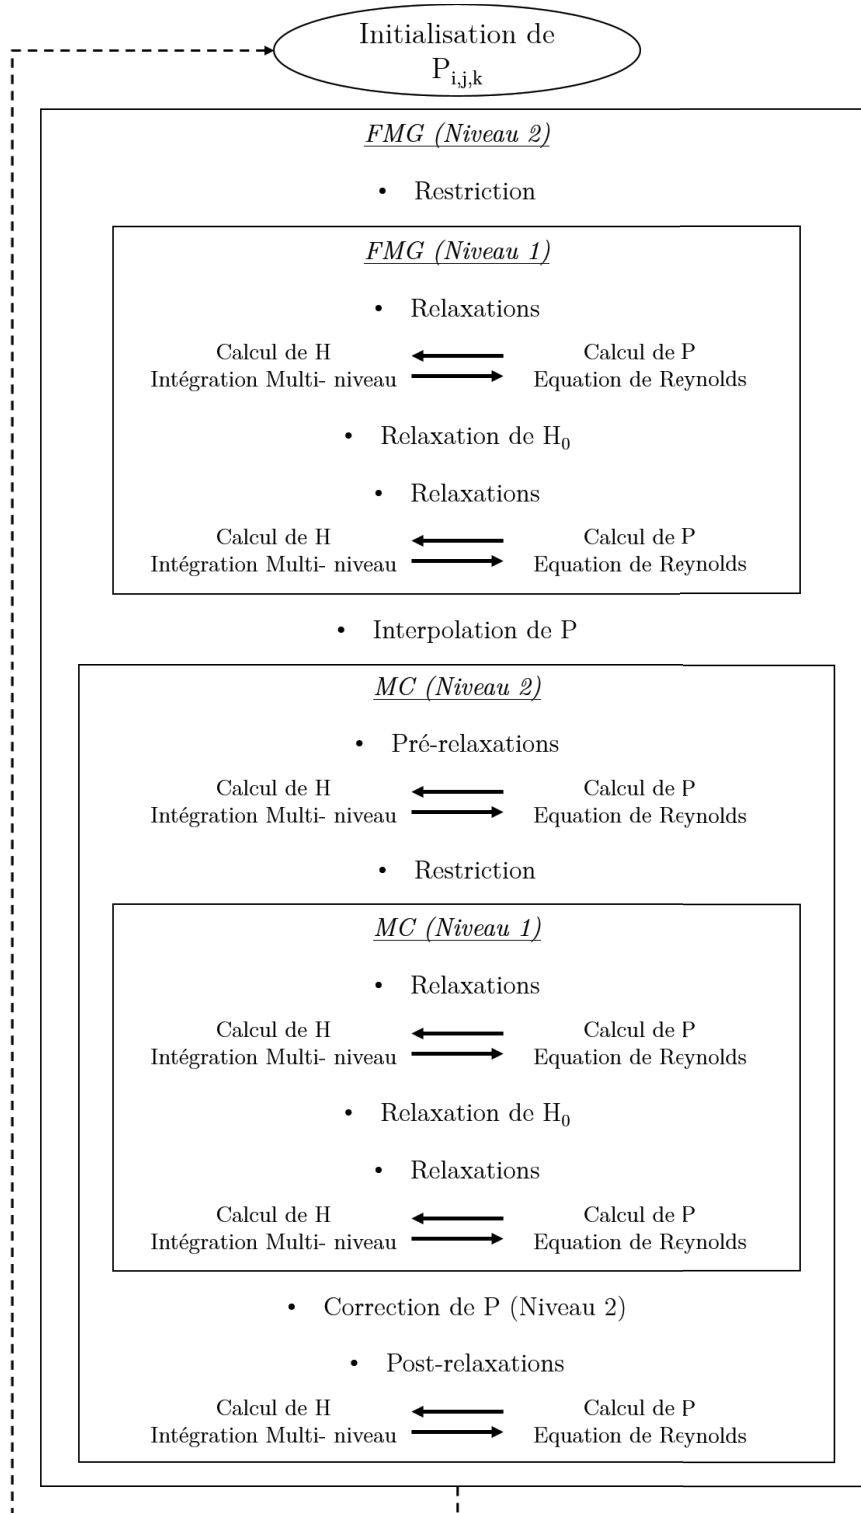 Initialisation de
P_{i,j,k}
FMG (Niveau 2)
• Restriction
FMG (Niveau 1)
• Relaxations
Calcul de H Calcul de P
Intégration Multi- niveau Equation de Reynolds
• Relaxation de H_0
• Relaxations
Calcul de H Calcul de P
Intégration Multi- niveau Equation de Reynolds
• Interpolation de P
MC (Niveau 2)
• Pré-relaxations
Calcul de H Calcul de P
Intégration Multi- niveau Equation de Reynolds
• Restriction
MC (Niveau 1)
• Relaxations
Calcul de H Calcul de P
Intégration Multi- niveau Equation de Reynolds
• Relaxation de H_0
• Relaxations
Calcul de H Calcul de P
Intégration Multi- niveau Equation de Reynolds
• Correction de P (Niveau 2)
• Post-relaxations
Calcul de H Calcul de P
Intégration Multi- niveau Equation de Reynolds